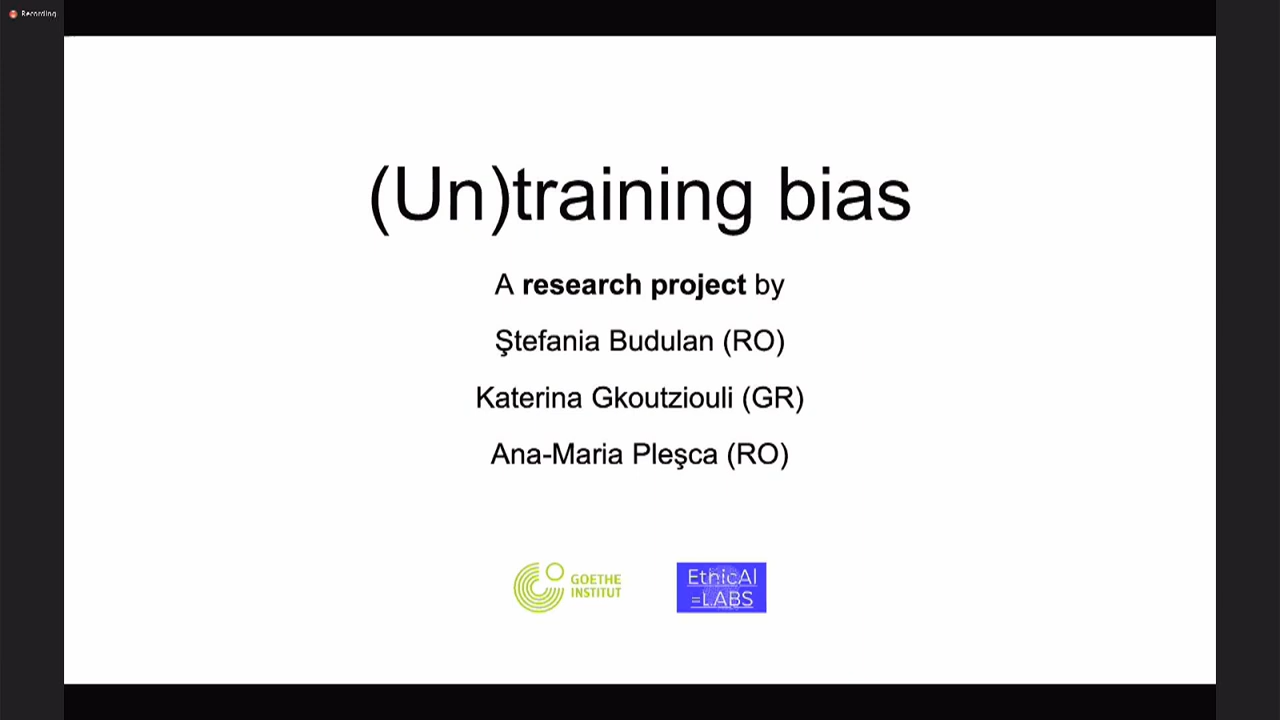 Recording
(Un)training bias
A research project by
Ştefania Budulan (RO)
Katerina Gkoutziouli (GR)
Ana-Maria Pleşca (RO)
GOETHE
INSTITUT
EthicAI
=LABS